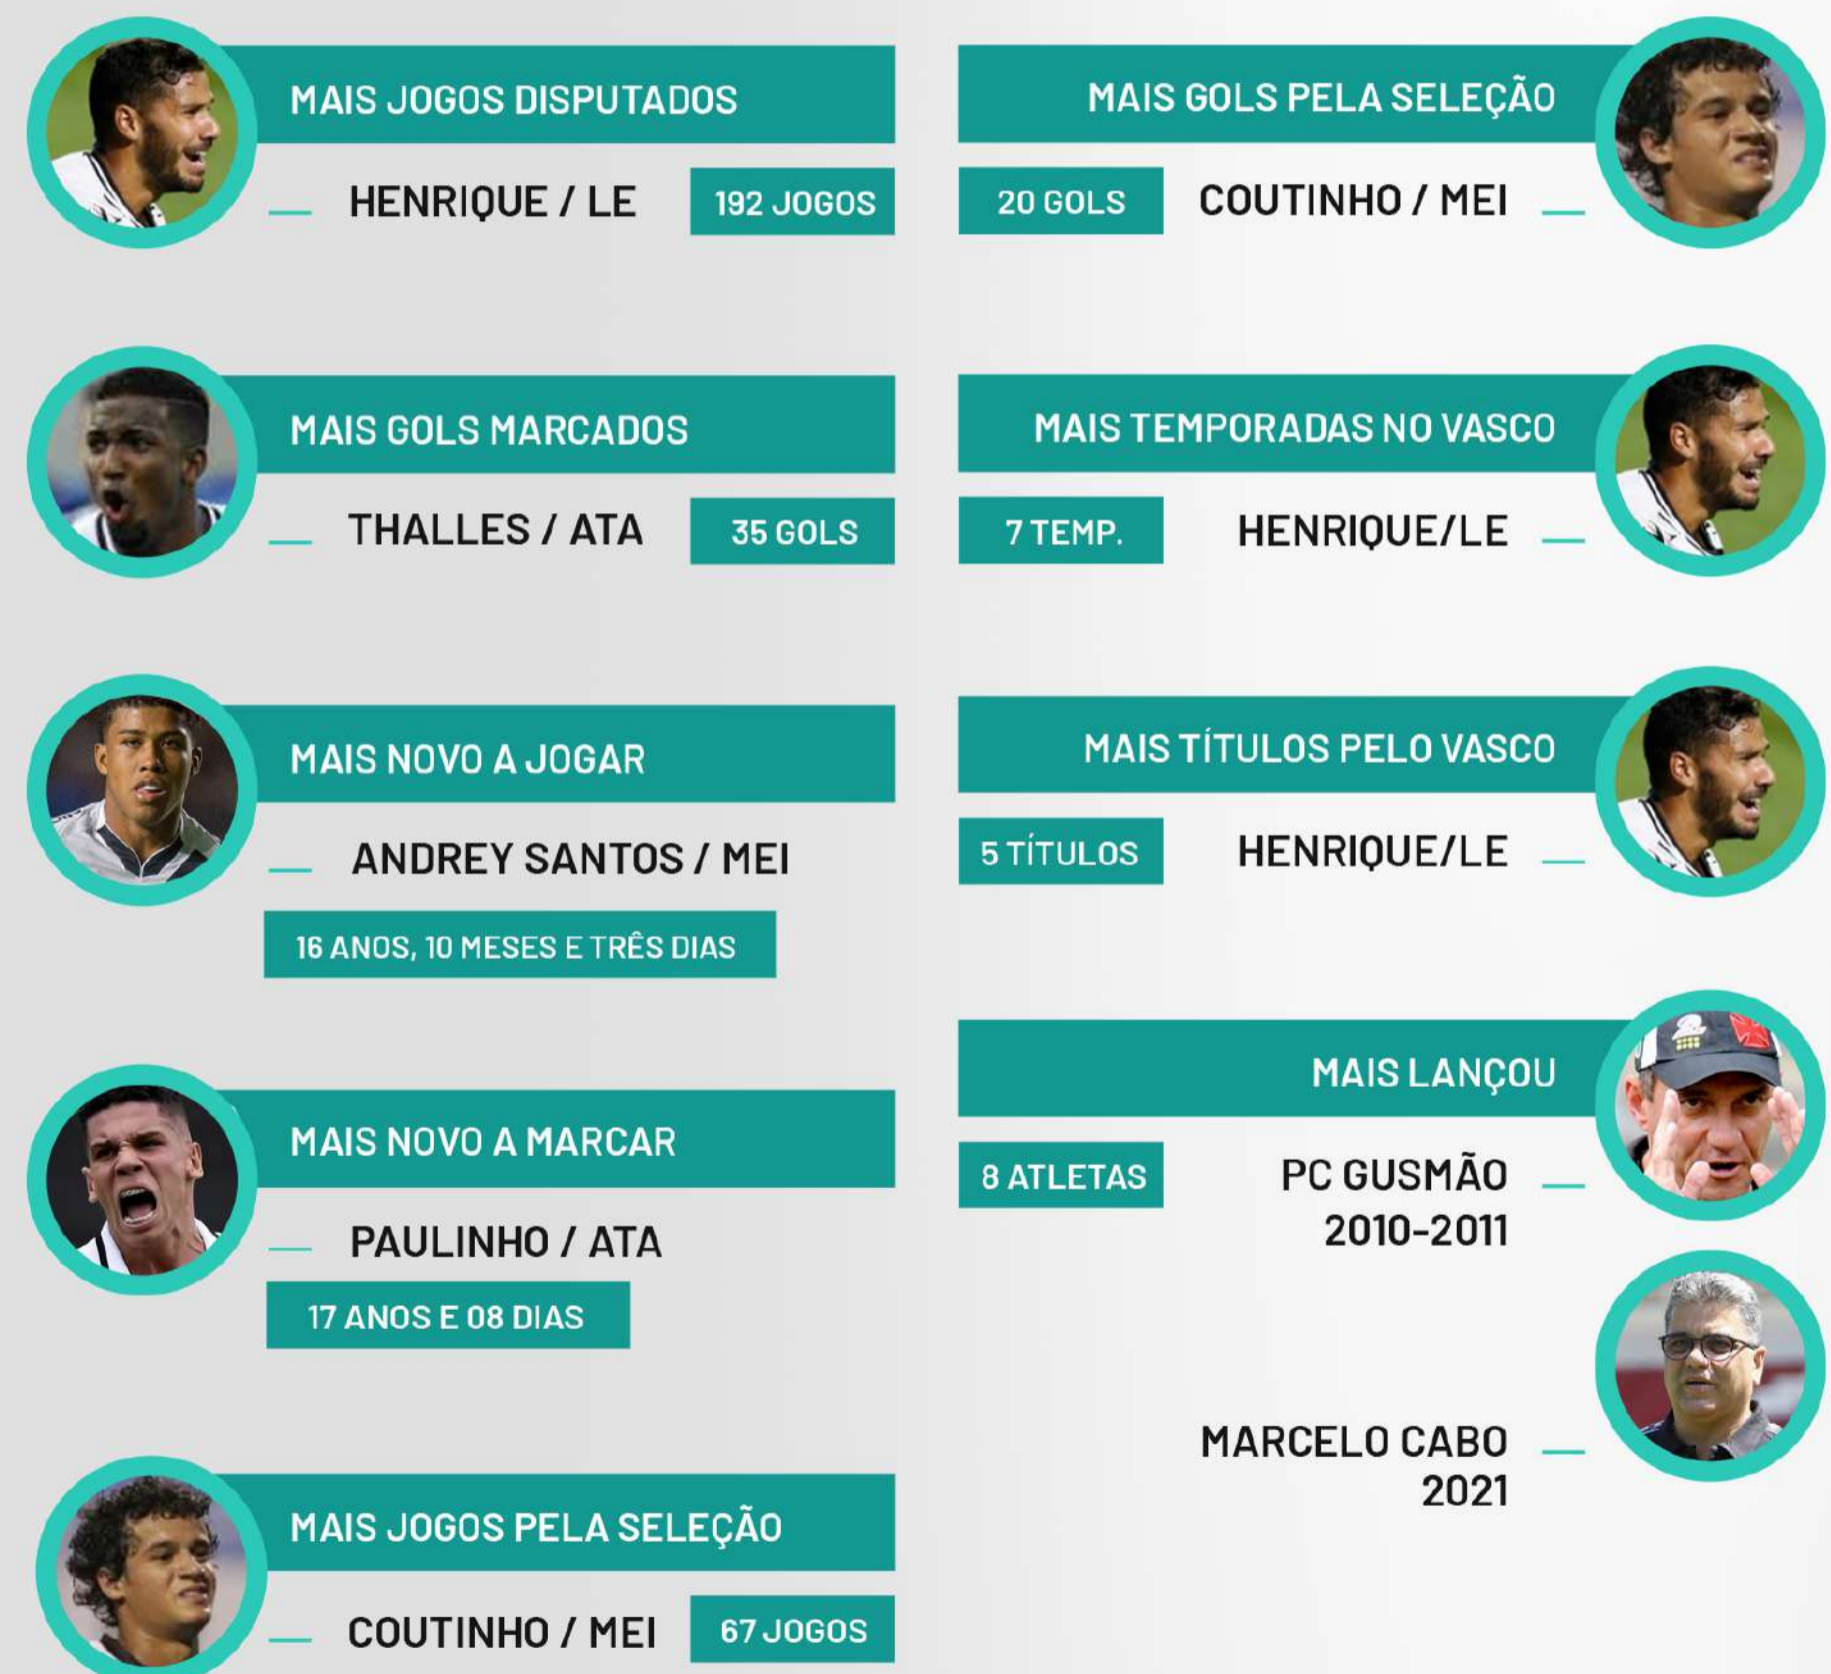 MAIS JOGOS DISPUTADOS
HENRIQUE / LE
192 JOGOS
MAIS GOLS MARCADOS
THALLES / ATA
35 GOLS
MAIS NOVO A JOGAR
ANDREY SANTOS / MEI
16 ANOS, 10 MESES E TRÊS DIAS
MAIS NOVO A MARCAR
PAULINHO / ATA
17 ANOS E 08 DIAS
MAIS JOGOS PELA SELEÇÃO
COUTINHO / MEI
67 JOGOS
MAIS GOLS PELA SELEÇÃO
20 GOLS
COUTINHO / MEI
MAIS TEMPORADAS NO VASCO
7 TEMP.
HENRIQUE/LE
MAIS TÍTULOS PELO VASCO
5 TÍTULOS
HENRIQUE/LE
MAIS LANÇOU
8 ATLETAS
PC GUSMÃO
2010-2011
MARCELO CABO
2021